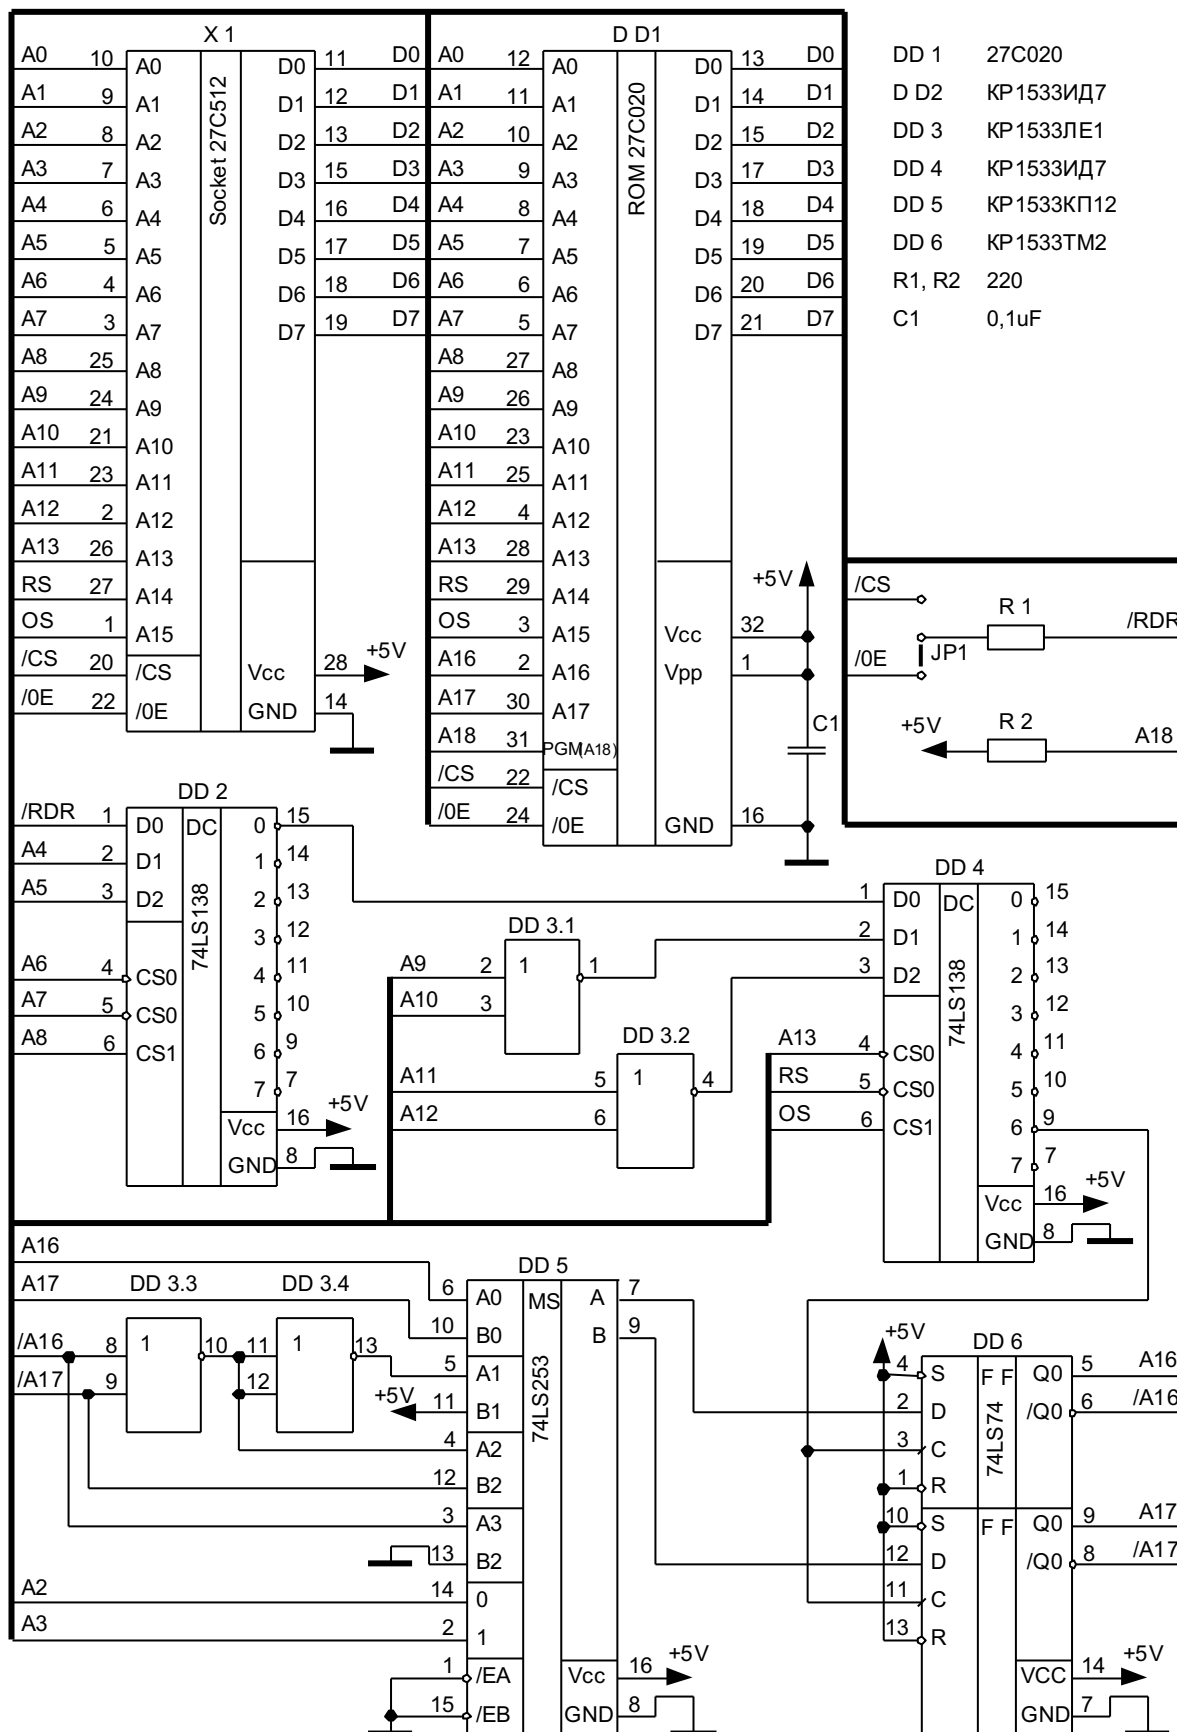 X 1
A0 10 A0 D0 11 D0
A1 9 A1 D1 12 D1
A2 8 A2 D2 13 D2
A3 7 A3 D3 15 D3
A4 6 A4 D4 16 D4
A5 5 A5 D5 17 D5
A6 4 A6 D6 18 D6
A7 3 A7 D7 19 D7
A8 25 A8
A9 24 A9
A10 21 A10
A11 23 A11
A12 2 A12
A13 26 A13
RS 27 A14
OS 1 A15
/CS 20 /CS Vcc 28 +5V
/0E 22 /0E GND 14
Socket 27C512
D D1
A0 12 A0 D0 13 D0
A1 11 A1 D1 14 D1
A2 10 A2 D2 15 D2
A3 9 A3 D3 17 D3
A4 8 A4 D4 18 D4
A5 7 A5 D5 19 D5
A6 6 A6 D6 20 D6
A7 5 A7 D7 21 D7
A8 27 A8
A9 26 A9
A10 23 A10
A11 25 A11
A12 4 A12
A13 28 A13
RS 29 A14 +5V
OS 3 A15 Vcc 32
A16 2 A16 Vpp 1
A17 30 A17
A18 31 PGM(A18) C1
/CS 22 /CS
/0E 24 /0E GND 16
ROM 27C020
DD 1 27C020
D D2 КР1533ИД7
DD 3 КР1533ЛЕ1
DD 4 КР1533ИД7
DD 5 КР1533КП12
DD 6 КР1533ТМ2
R1, R2 220
C1 0,1uF
/CS
R 1 /RDR
/0E JP1
+5V R 2 A18
DD 2
/RDR 1 D0 DC 0 15
A4 2 D1 1 14
A5 3 D2 2 13
3 12
A6 4 CS0 4 11
A7 5 CS0 5 10
A8 6 CS1 6 9
7 7
Vcc 16 +5V
GND 8
74LS138
DD 3.1
A9 2 1 1
A10 3
DD 3.2
A11 5 1 4
A12 6
DD 4
1 D0 DC 0 15
2 D1 1 14
3 D2 2 13
3 12
A13 4 CS0 4 11
RS 5 CS0 5 10
OS 6 CS1 6 9
7 7
Vcc 16 +5V
GND 8
74LS138
A16
A17 DD 3.3 DD 3.4
/A16 8 1 10 11 1 13
/A17 9 12
+5V
A2
A3
DD 5
6 A0 MS A 7
10 B0 B 9
5 A1
11 B1
4 A2
12 B2
3 A3
13 B2
14 0
2 1
1 /EA Vcc 16 +5V
15 /EB GND 8
74LS253
+5V DD 6
4 S F F Q0 5 A16
2 D /Q0 6 /A16
3 C
1 R
10 S F F Q0 9 A17
12 D /Q0 8 /A17
11 C
13 R
VCC 14 +5V
GND 7
74LS74